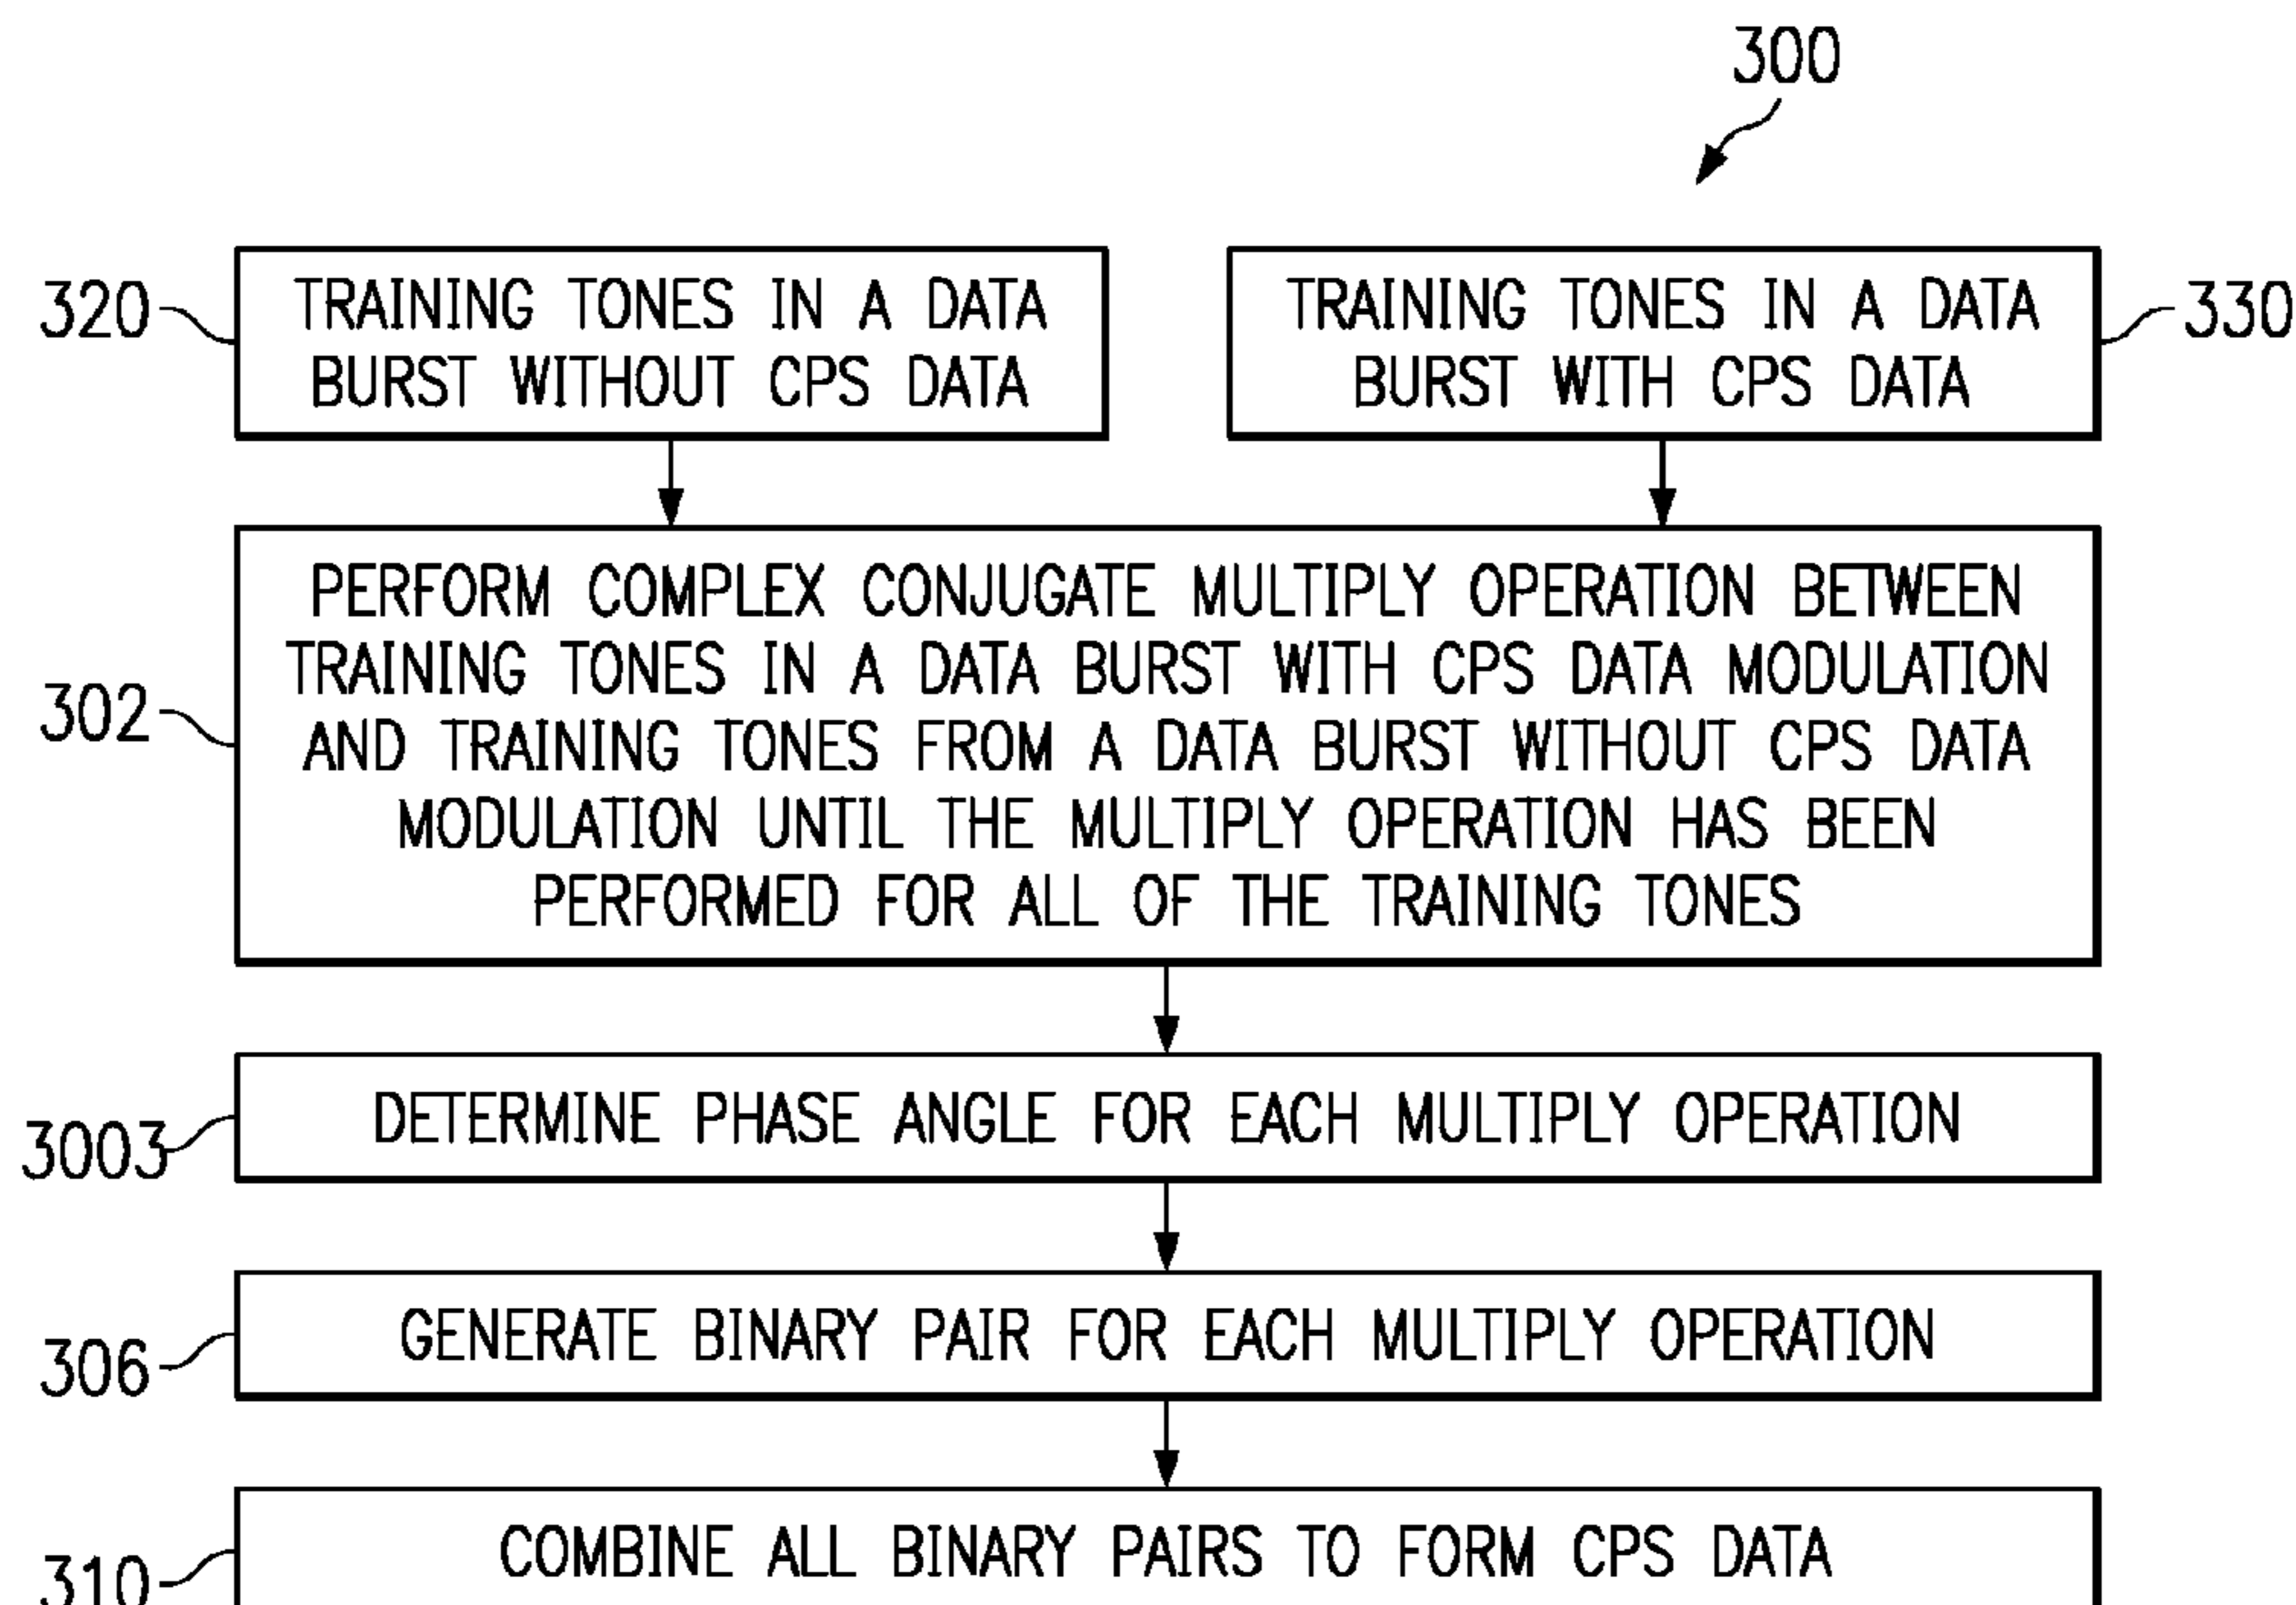 300
320
TRAINING TONES IN A DATA
BURST WITHOUT CPS DATA
TRAINING TONES IN A DATA
BURST WITH CPS DATA
330
302
PERFORM COMPLEX CONJUGATE MULTIPLY OPERATION BETWEEN
TRAINING TONES IN A DATA BURST WITH CPS DATA MODULATION
AND TRAINING TONES FROM A DATA BURST WITHOUT CPS DATA
MODULATION UNTIL THE MULTIPLY OPERATION HAS BEEN
PERFORMED FOR ALL OF THE TRAINING TONES
3003
DETERMINE PHASE ANGLE FOR EACH MULTIPLY OPERATION
306
GENERATE BINARY PAIR FOR EACH MULTIPLY OPERATION
310
COMBINE ALL BINARY PAIRS TO FORM CPS DATA